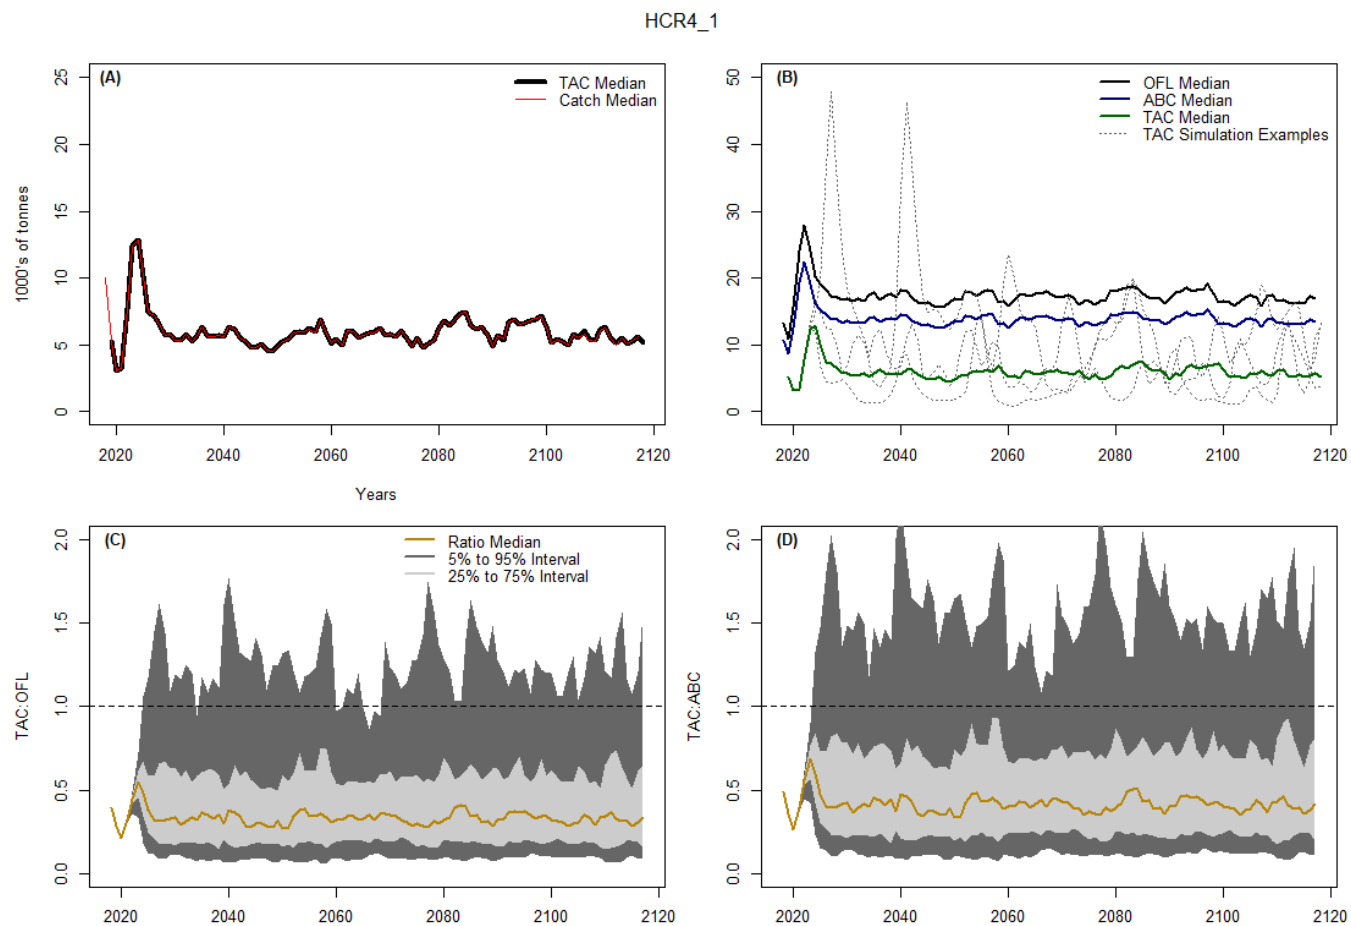 HCR4_1
(A)
TAC Median
Catch Median
25
20
15
10
5
0
1000's of tonnes
2020 2040 2060 2080 2100 2120
Years
(B)
OFL Median
ABC Median
TAC Median
TAC Simulation Examples
50
40
30
20
10
0
2020 2040 2060 2080 2100 2120
(C)
Ratio Median
5% to 95% Interval
25% to 75% Interval
2.0
1.5
1.0
0.5
0.0
TAC:OFL
2020 2040 2060 2080 2100 2120
(D)
2.0
1.5
1.0
0.5
0.0
TAC:ABC
2020 2040 2060 2080 2100 2120